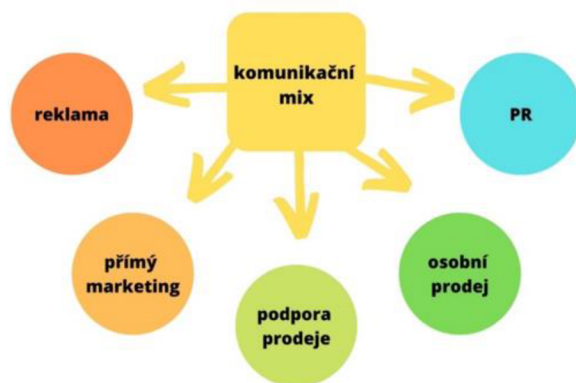 komunikační
mix
reklama
PR
přímý
marketing
osobní
prodej
podpora
prodeje